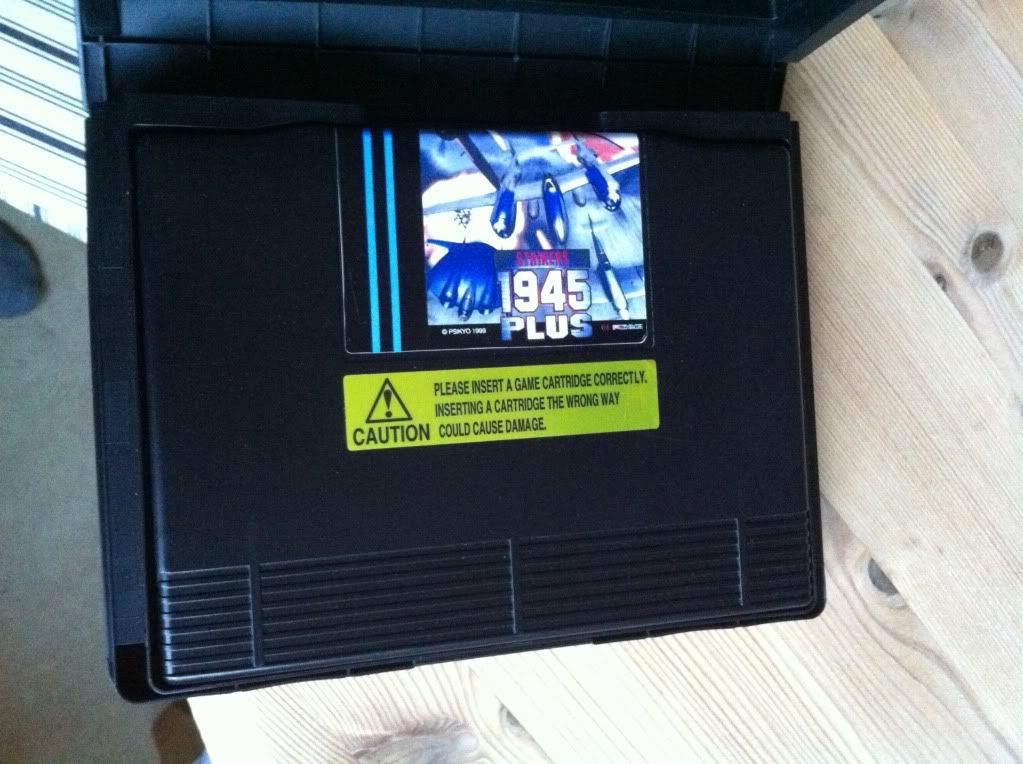 STRIKERS
1945
PLUS
© PSIKYO 1999
PLEASE INSERT A GAME CARTRIDGE CORRECTLY.
INSERTING A CARTRIDGE THE WRONG WAY
COULD CAUSE DAMAGE.
CAUTION